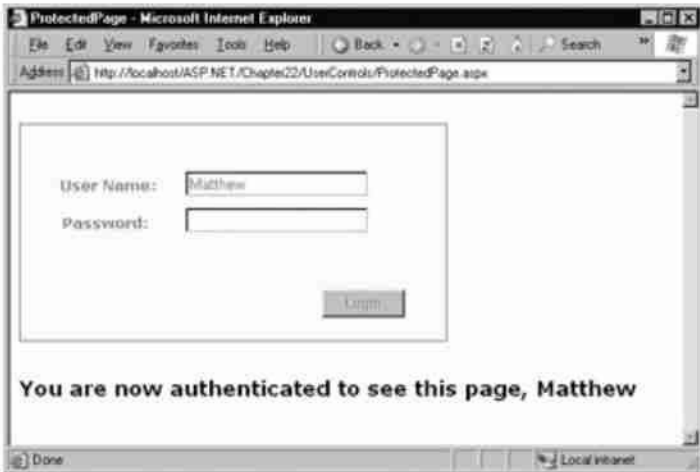 ProtectedPage - Microsoft Internet Explorer
File Edit View Favorites Tools Help Back Search »
Address http://localhost/ASP.NET/Chapter22/UserControls/ProtectedPage.aspx
User Name: Matthew
Password:
Login
You are now authenticated to see this page, Matthew
Done Local intranet